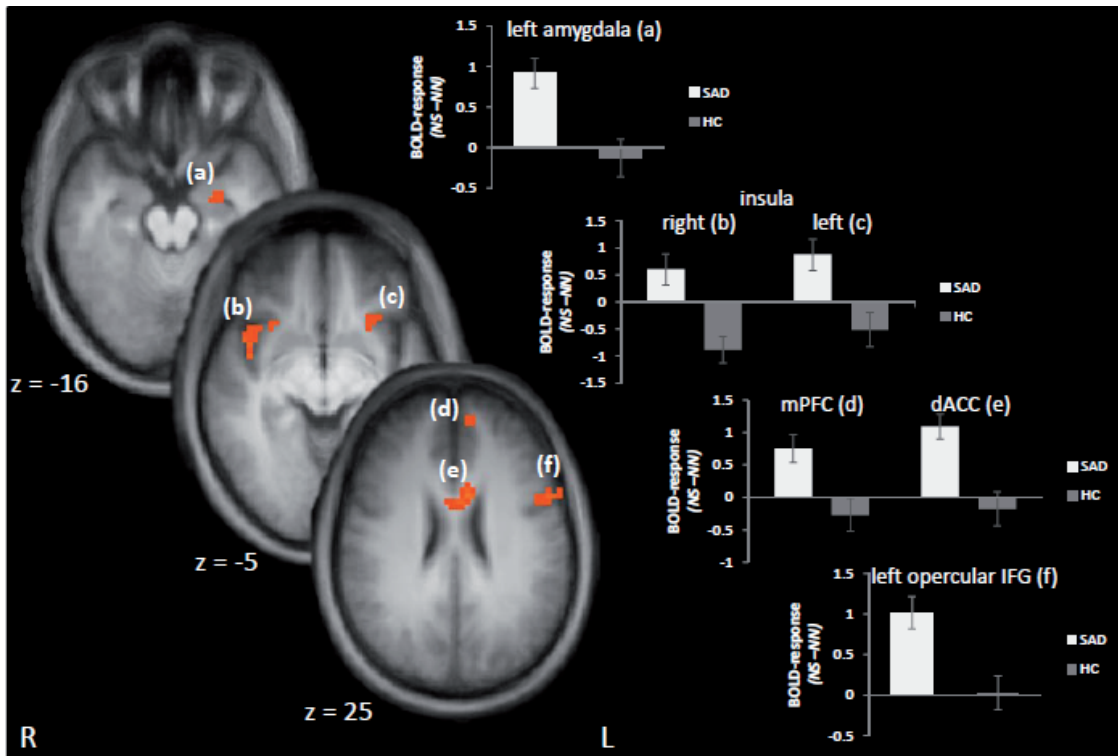 left amygdala (a)
1.5
1
0.5
0
-0.5
BOLD-response
(NS –NN)
SAD
HC
insula
right (b)
left (c)
1.5
1
0.5
0
-0.5
-1
-1.5
BOLD-response
(NS –NN)
SAD
HC
mPFC (d)
dACC (e)
1.5
1
0.5
0
-0.5
-1
BOLD-response
(NS –NN)
SAD
HC
left opercular IFG (f)
1.5
1
0.5
0
-0.5
BOLD-response
(NS –NN)
SAD
HC
(a)
z = -16
(b)
(c)
z = -5
(d)
(e)
(f)
z = 25
R
L